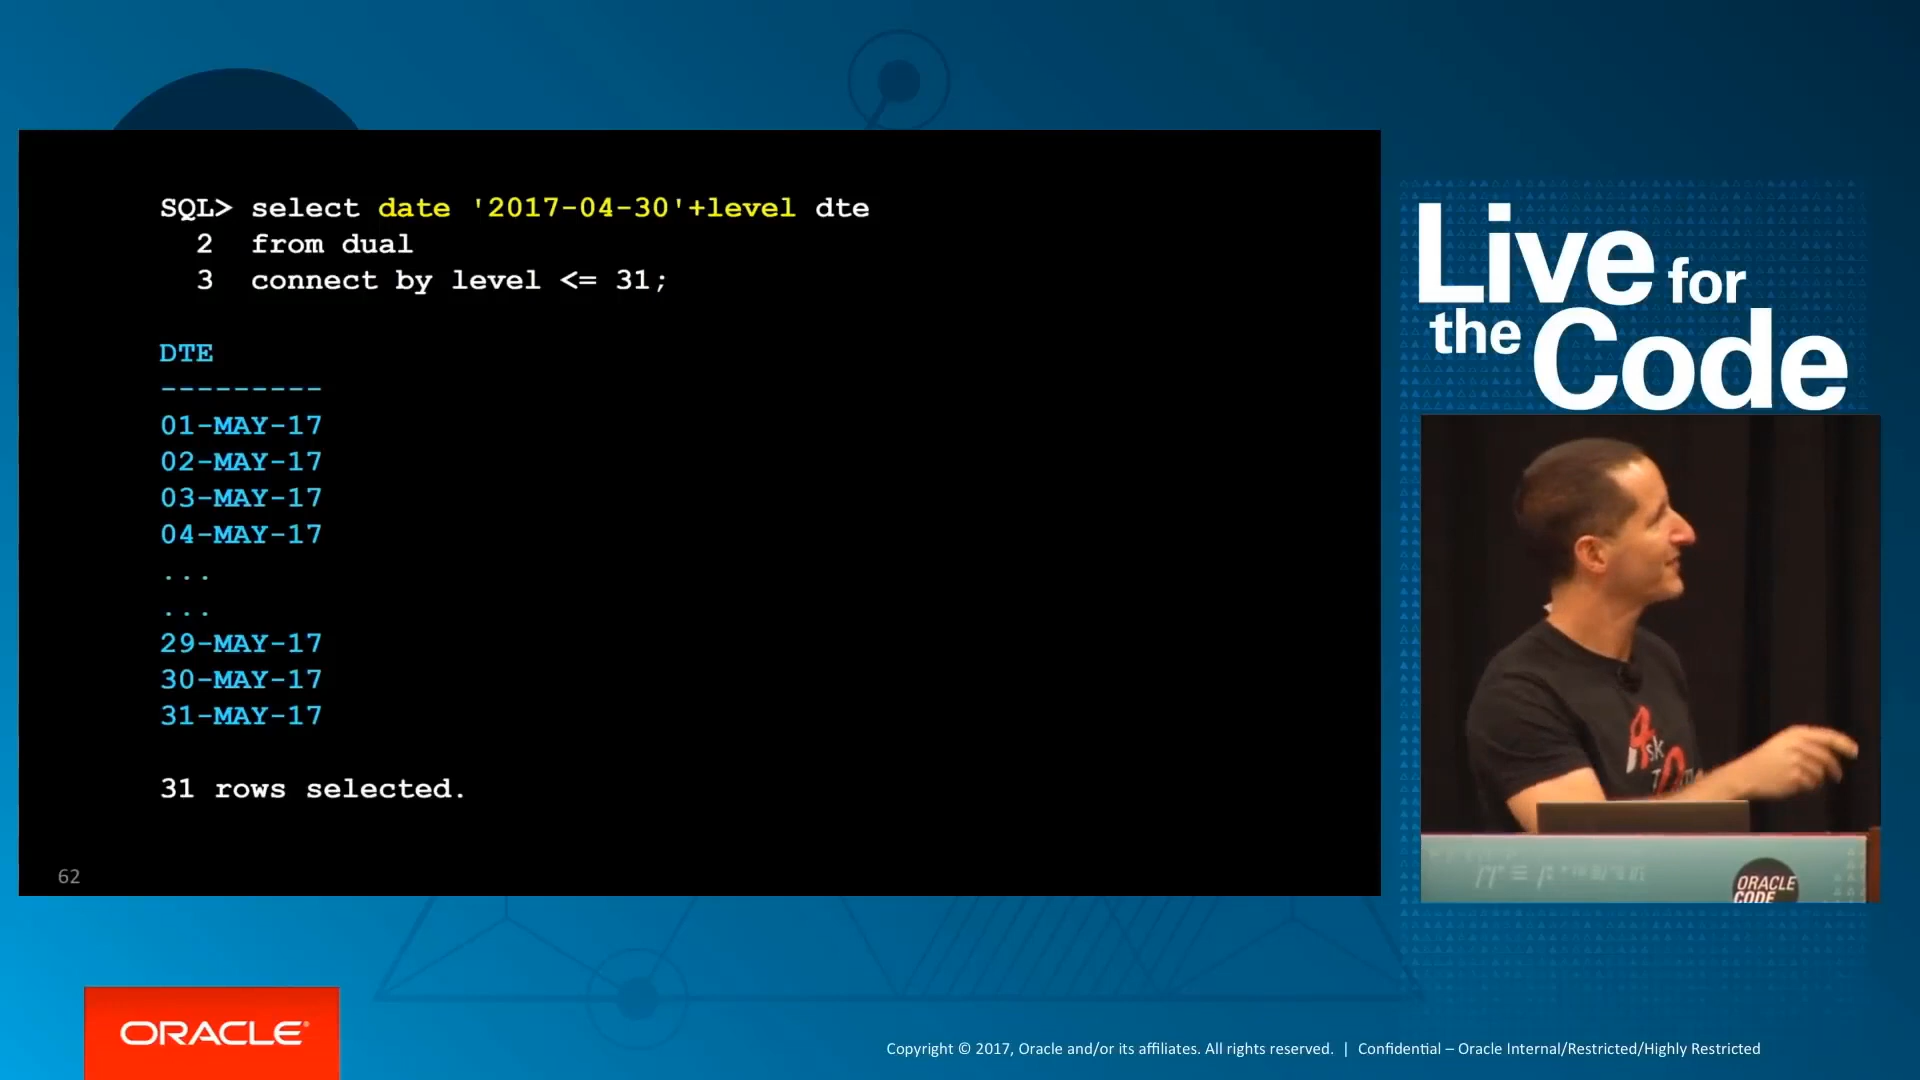 SQL> select date '2017-04-30'+level dte
2 from dual
3 connect by level <= 31;
DTE
---------
01-MAY-17
02-MAY-17
03-MAY-17
04-MAY-17
...
...
29-MAY-17
30-MAY-17
31-MAY-17
31 rows selected.
62
Live for
the Code
Ask
ORACLE
CODE
ORACLE®
Copyright © 2017, Oracle and/or its affiliates. All rights reserved. | Confidential – Oracle Internal/Restricted/Highly Restricted